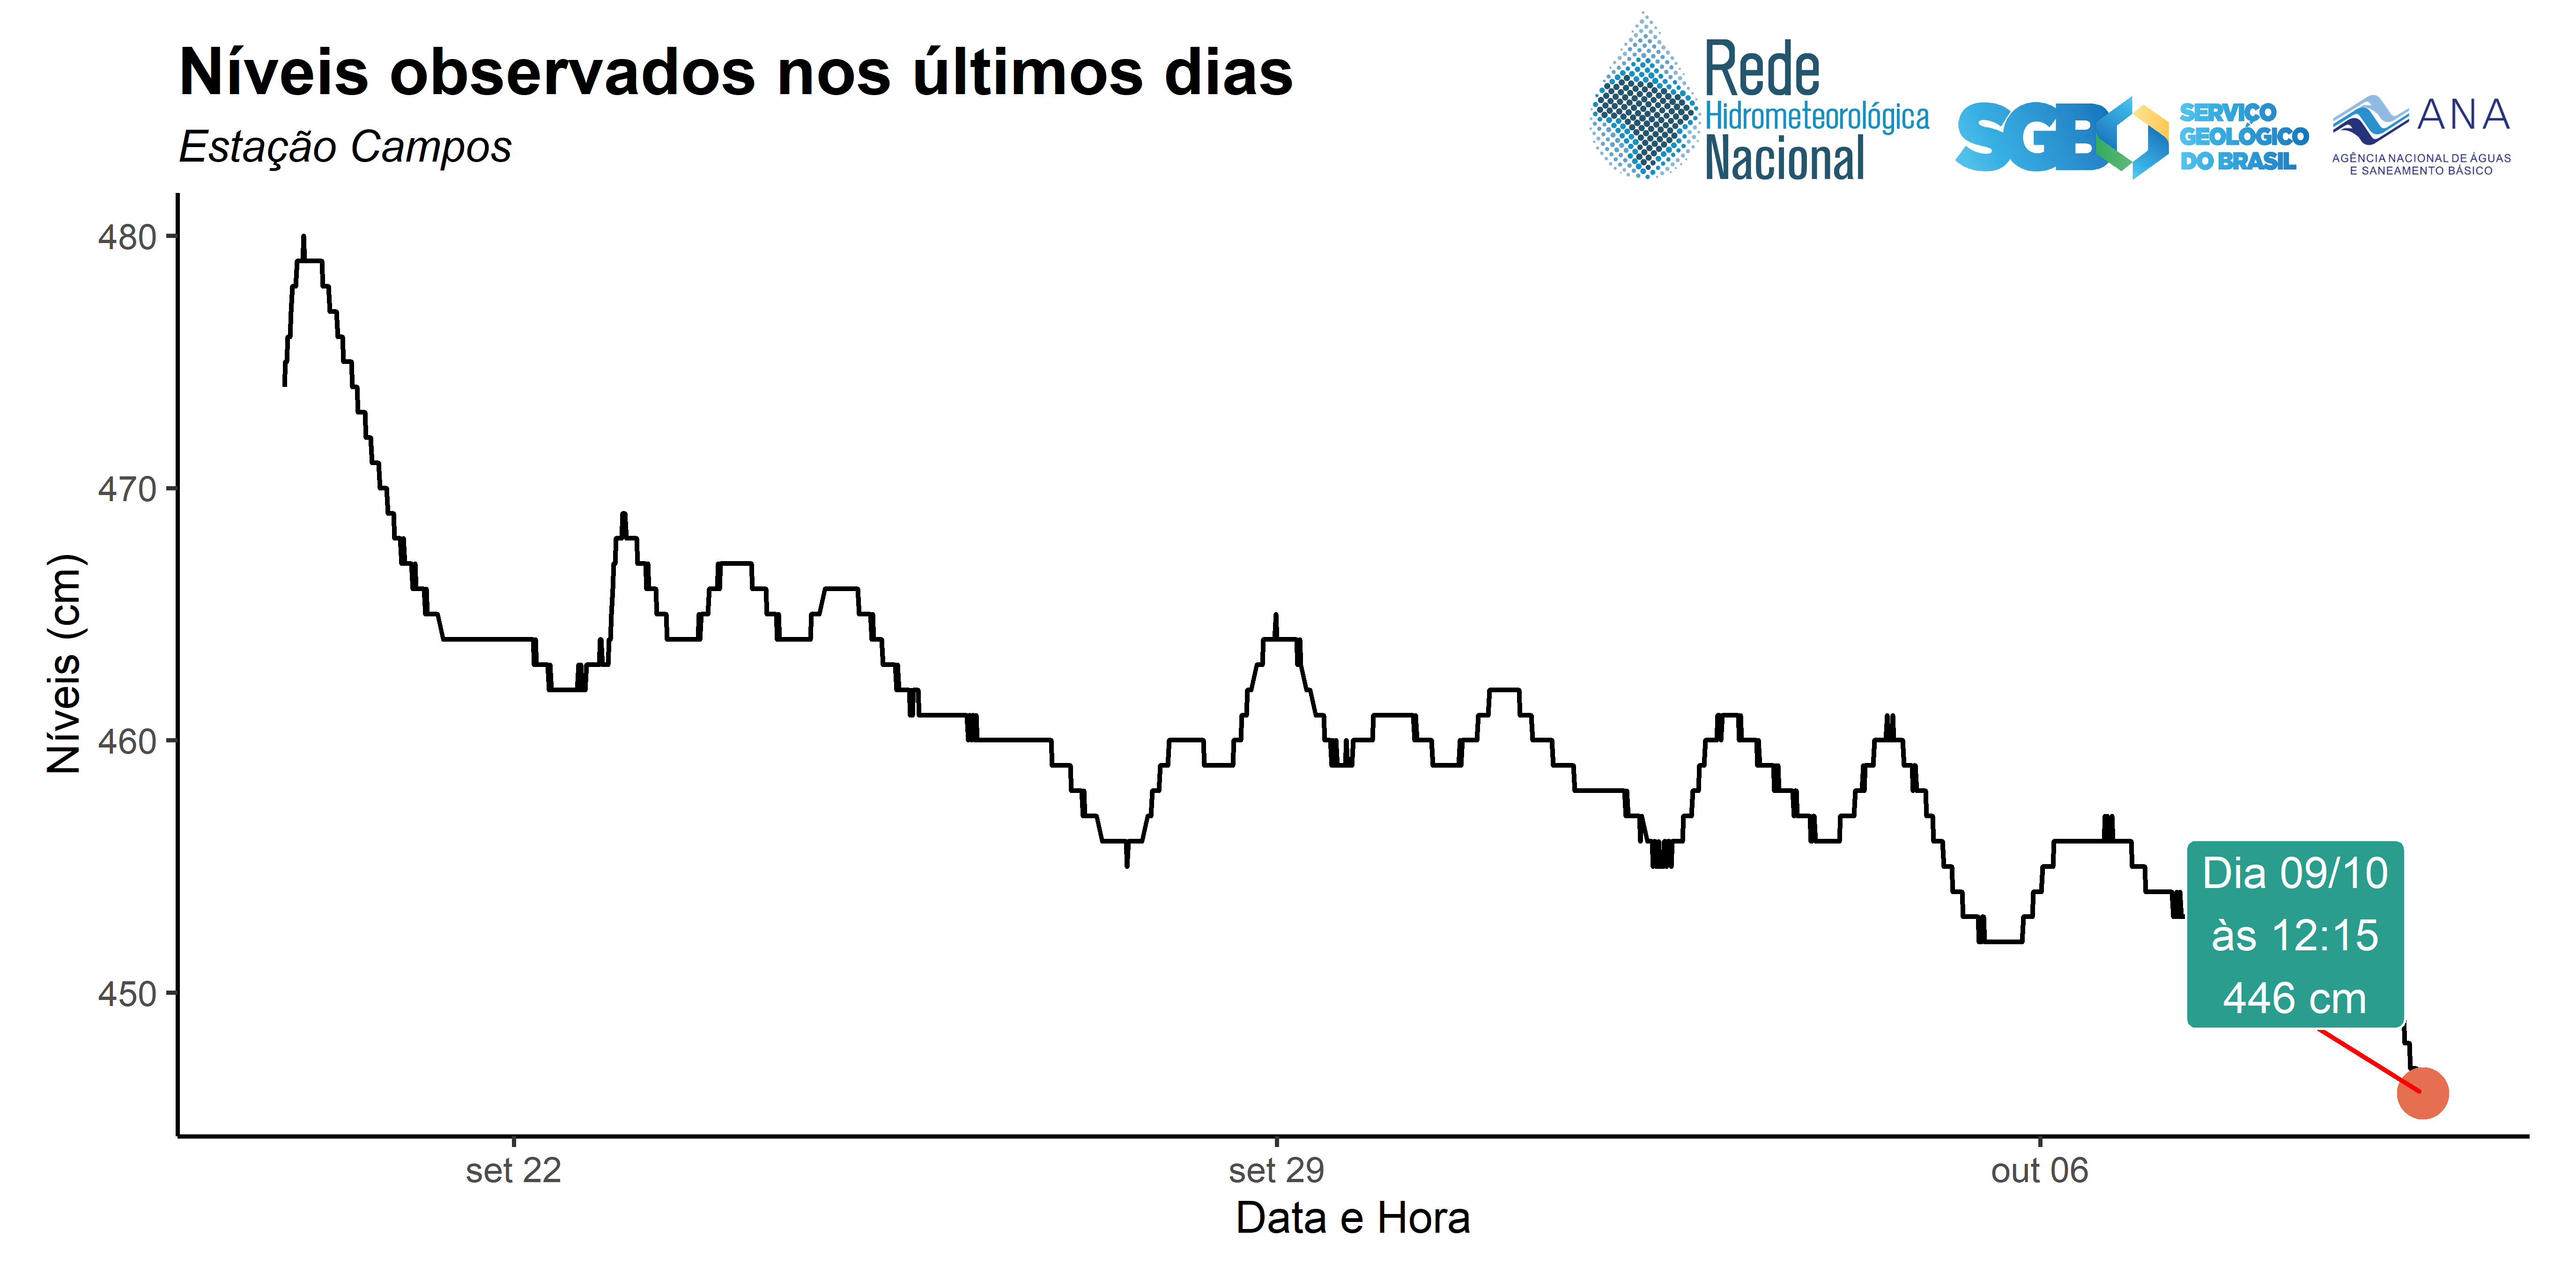 Níveis observados nos últimos dias
Estação Campos
Rede
Hidrometeorológica
Nacional
SGB
SERVIÇO
GEOLÓGICO
DO BRASIL
ANA
AGÊNCIA NACIONAL DE ÁGUAS
E SANEAMENTO BÁSICO
Níveis (cm)
480
470
460
450
Dia 09/10
às 12:15
446 cm
set 22
set 29
out 06
Data e Hora